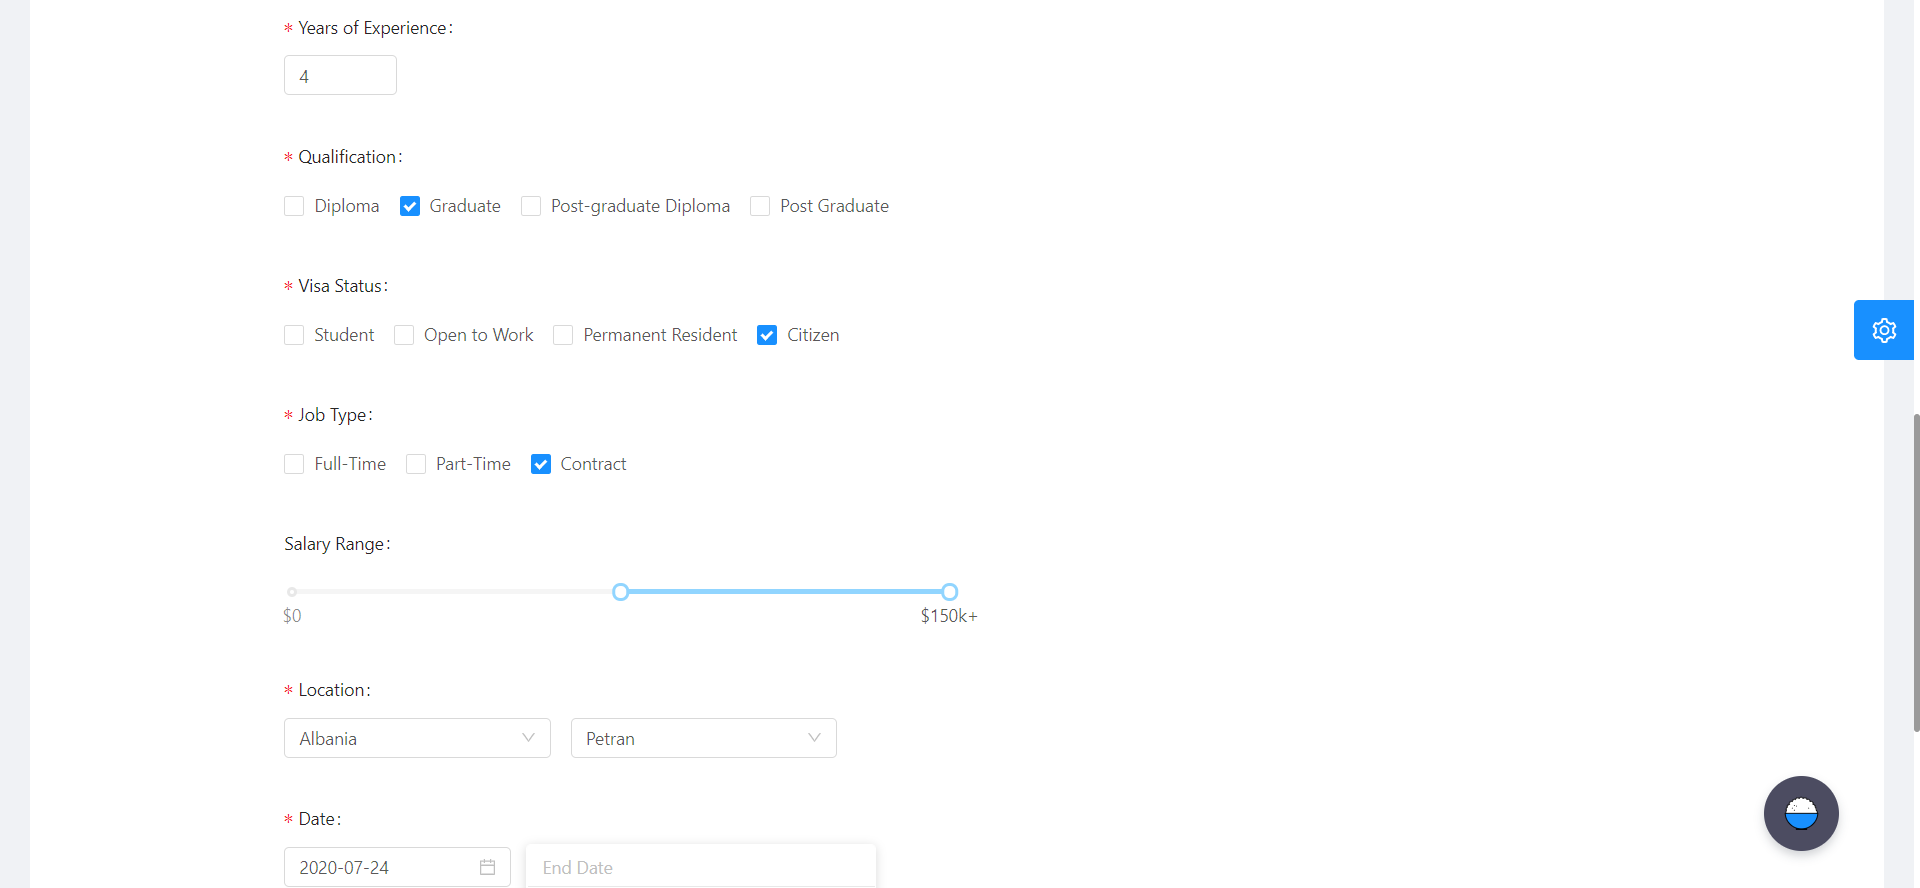 * Years of Experience:
4
* Qualification:
Diploma Graduate Post-graduate Diploma Post Graduate
* Visa Status:
Student Open to Work Permanent Resident Citizen
* Job Type:
Full-Time Part-Time Contract
Salary Range:
$0 $150k+
* Location:
Albania Petran
* Date:
2020-07-24 End Date